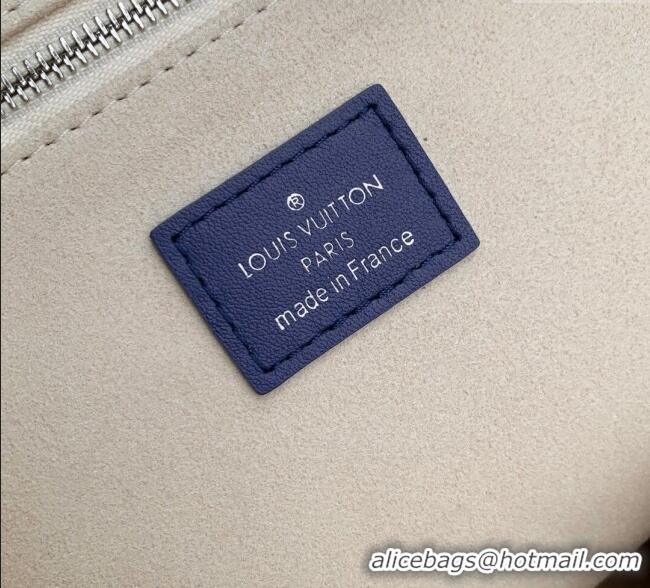 ®
LOUIS VUITTON
PARIS
made in France
alicebags@hotmail.com